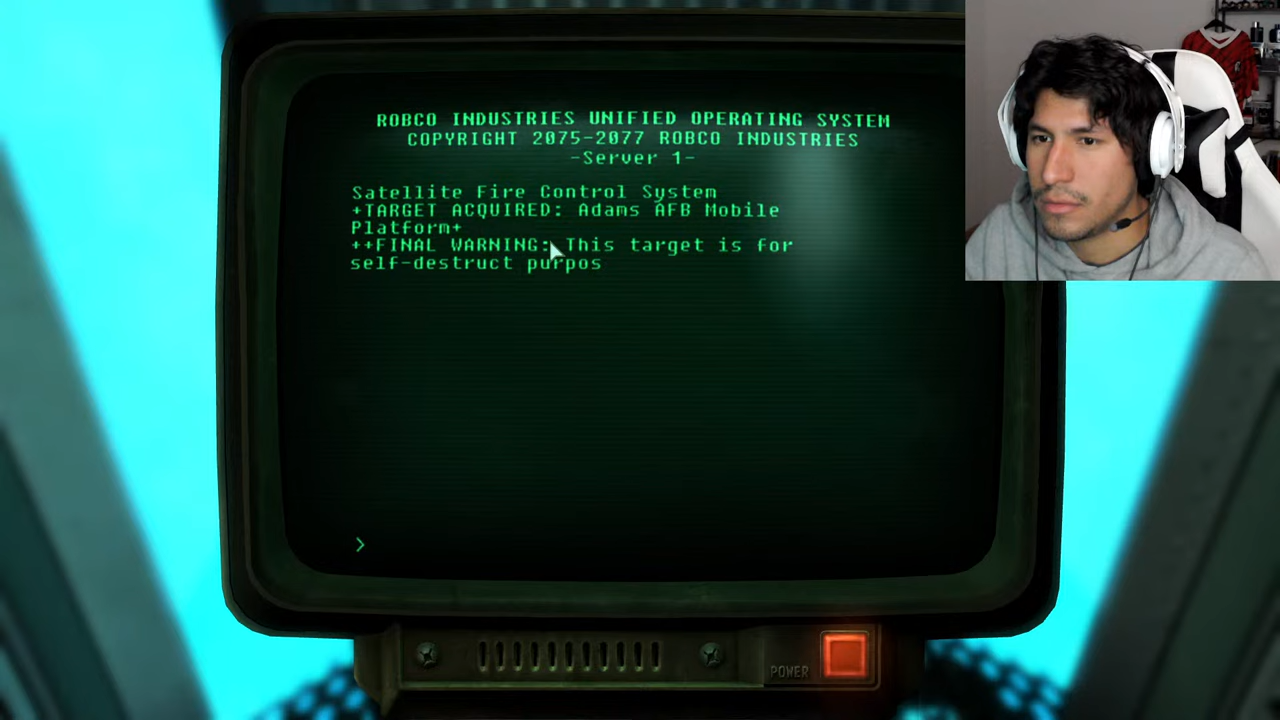 ROBCO INDUSTRIES UNIFIED OPERATING SYSTEM
COPYRIGHT 2075-2077 ROBCO INDUSTRIES
-Server 1-
Satellite Fire Control System
+TARGET ACQUIRED: Adams AFB Mobile
Platform+
++FINAL WARNING: This target is for
self-destruct purpos
>
POWER